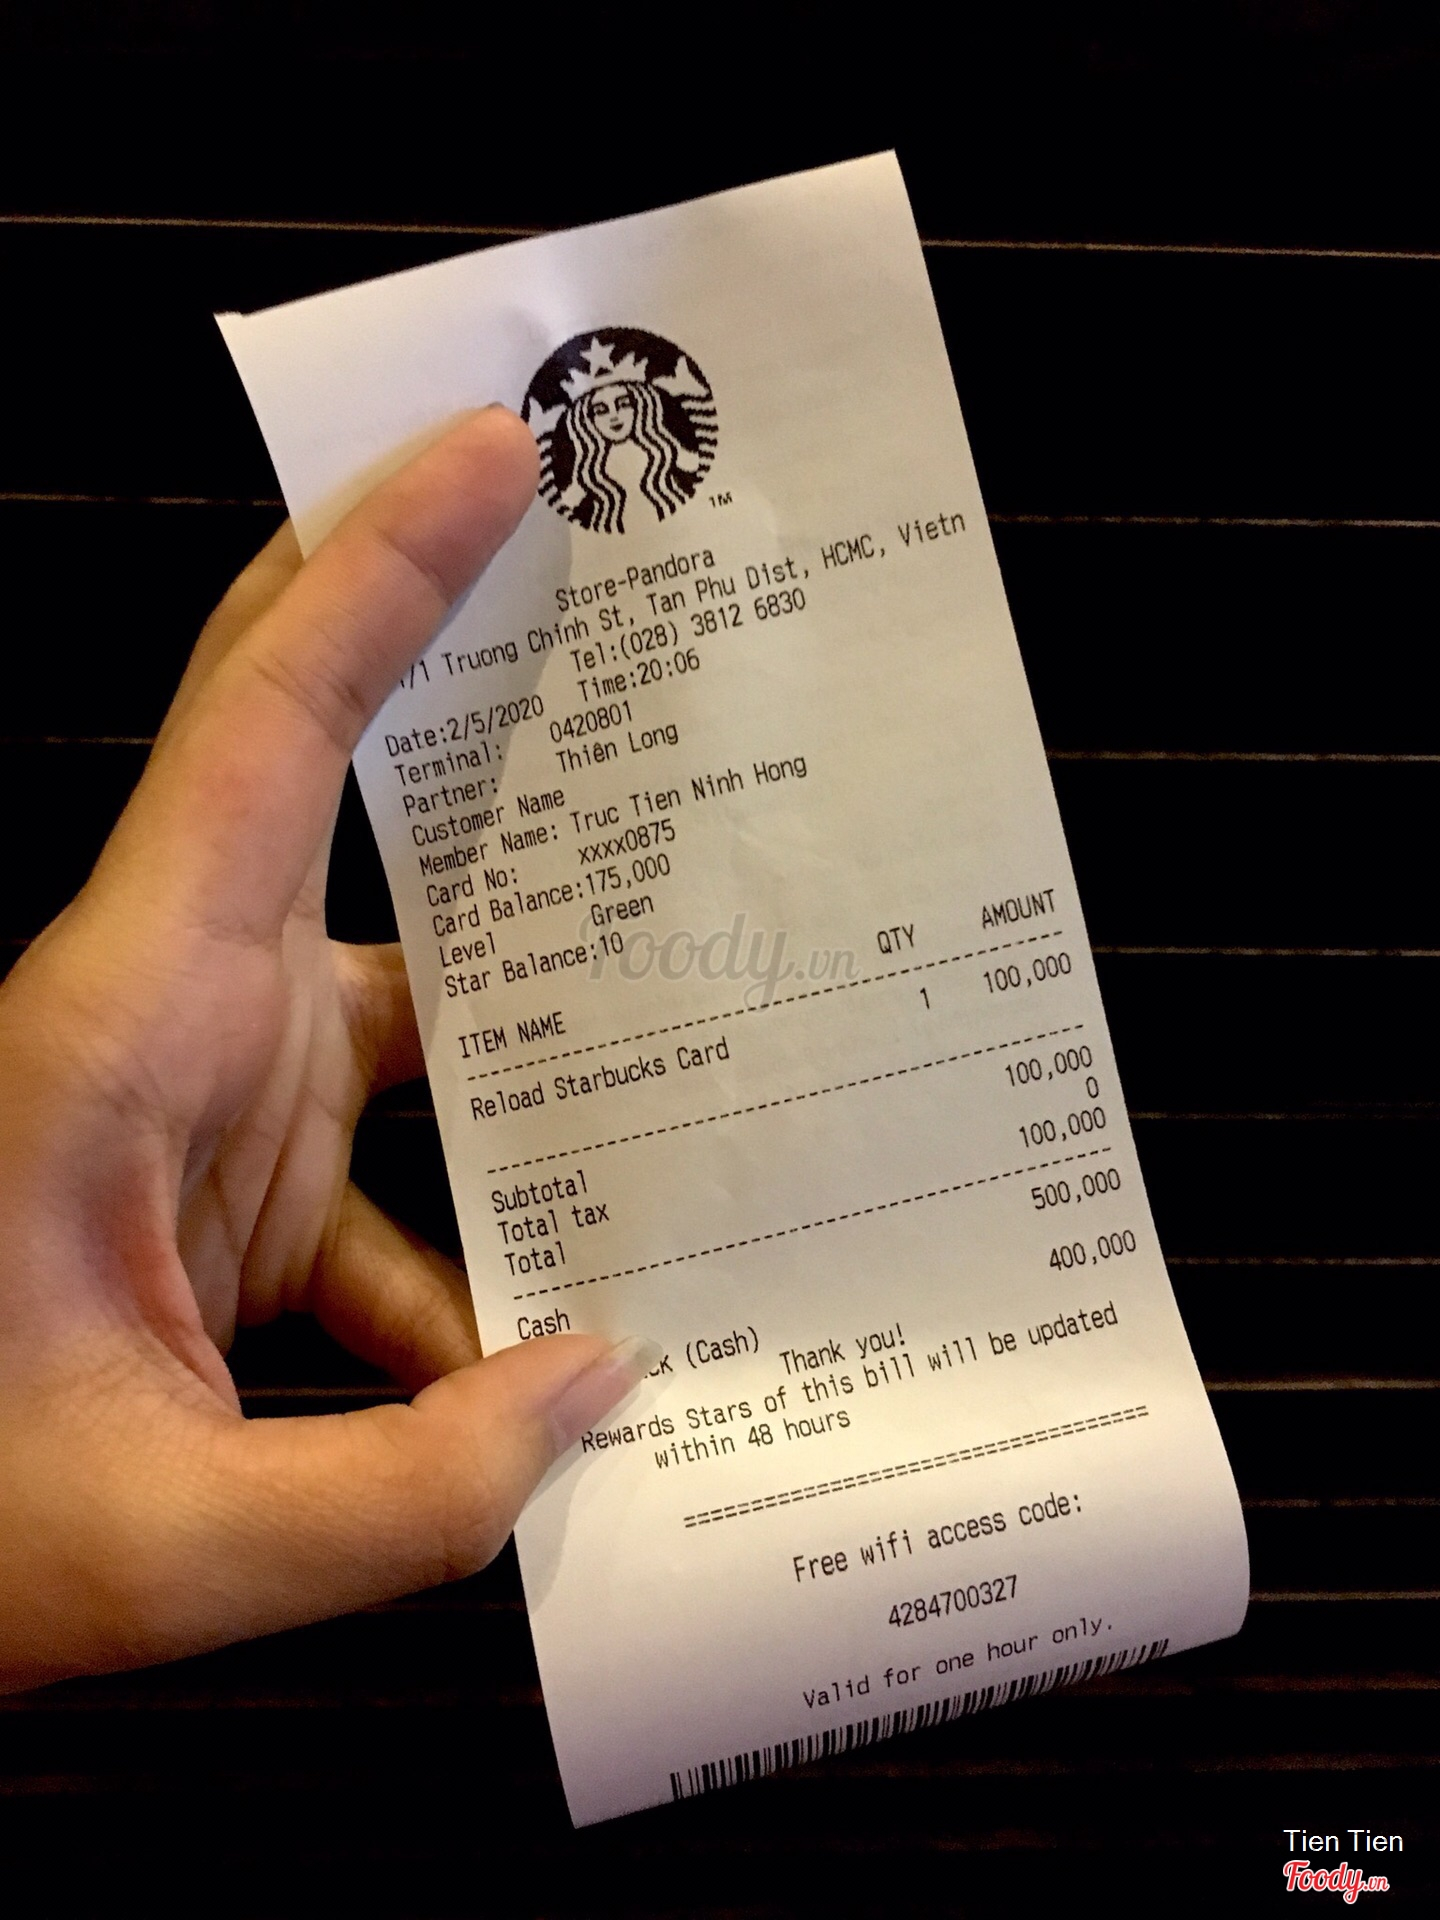 TM
Store-Pandora
/1 Truong Chinh St, Tan Phu Dist, HCMC, Vietn
Tel:(028) 3812 6830
Date:2/5/2020 Time:20:06
Terminal: 0420801
Partner: Thiên Long
Customer Name
Member Name: Truc Tien Ninh Hong
Card No: xxxx0875
Card Balance:175,000
Level Green
Star Balance:10
ITEM NAME QTY AMOUNT
Reload Starbucks Card 1 100,000
Subtotal 100,000
Total tax 0
Total 100,000
Cash 500,000
(Cash) 400,000
Thank you!
Rewards Stars of this bill will be updated
within 48 hours
Free wifi access code:
4284700327
Valid for one hour only.
Foody.vn
Tien Tien
Foody.vn